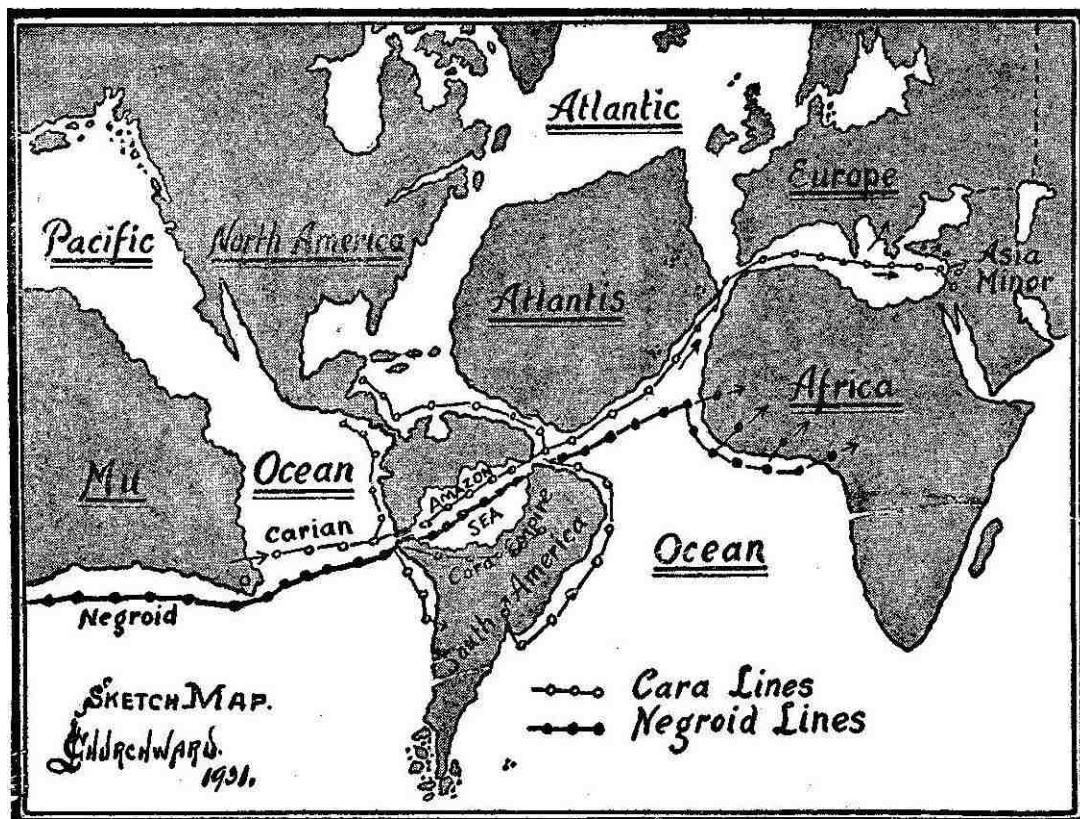 Atlantic
Europe
Pacific
North America
Asia
Minor
Atlantis
Africa
Mu
Ocean
AMAZON
SEA
Carian
Cara EMPIRE
South America
Ocean
Negroid
SKETCH MAP.
CHURCHWARD.
1931.
Cara Lines
Negroid Lines